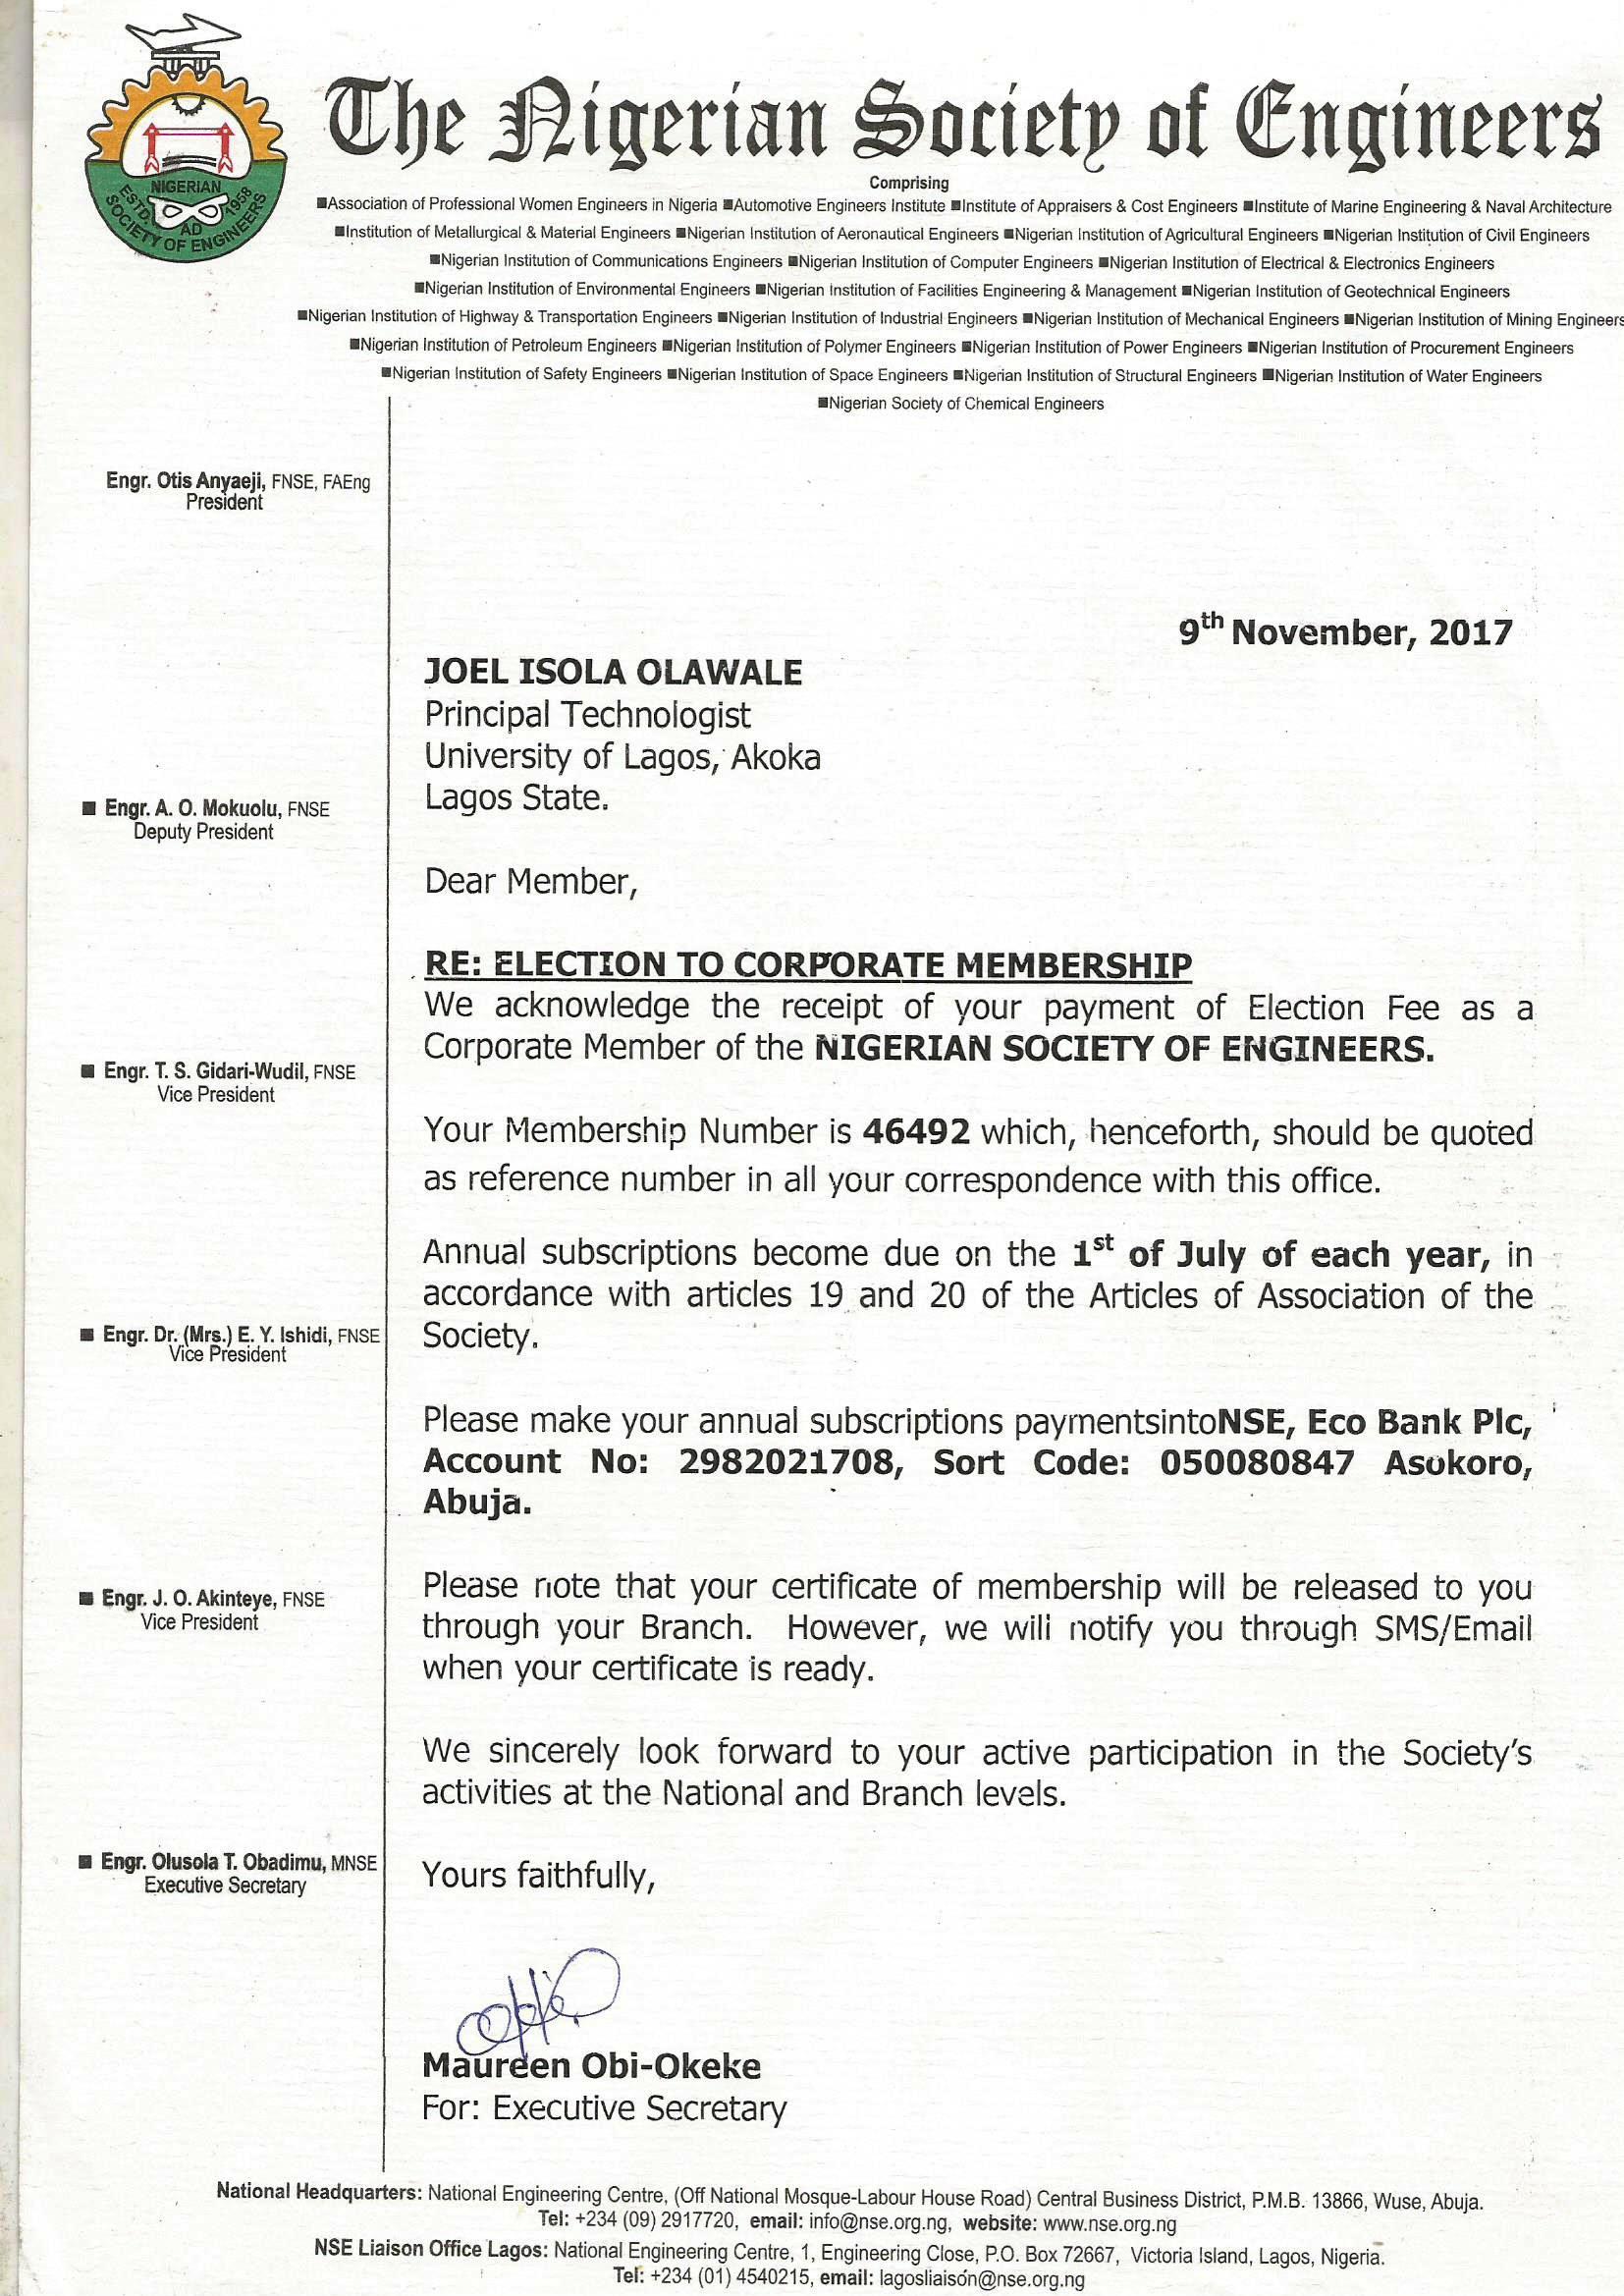 The Nigerian Society of Engineers
NIGERIAN
ESTD 1958
AD
SOCIETY OF ENGINEERS
Comprising
■Association of Professional Women Engineers in Nigeria ■Automotive Engineers Institute ■Institute of Appraisers & Cost Engineers ■Institute of Marine Engineering & Naval Architecture
■Institution of Metallurgical & Material Engineers ■Nigerian Institution of Aeronautical Engineers ■Nigerian Institution of Agricultural Engineers ■Nigerian Institution of Civil Engineers
■Nigerian Institution of Communications Engineers ■Nigerian Institution of Computer Engineers ■Nigerian Institution of Electrical & Electronics Engineers
■Nigerian Institution of Environmental Engineers ■Nigerian Institution of Facilities Engineering & Management ■Nigerian Institution of Geotechnical Engineers
■Nigerian Institution of Highway & Transportation Engineers ■Nigerian Institution of Industrial Engineers ■Nigerian Institution of Mechanical Engineers ■Nigerian Institution of Mining Engineers
■Nigerian Institution of Petroleum Engineers ■Nigerian Institution of Polymer Engineers ■Nigerian Institution of Power Engineers ■Nigerian Institution of Procurement Engineers
■Nigerian Institution of Safety Engineers ■Nigerian Institution of Space Engineers ■Nigerian Institution of Structural Engineers ■Nigerian Institution of Water Engineers
■Nigerian Society of Chemical Engineers
Engr. Otis Anyaeji, FNSE, FAEng
President
■ Engr. A. O. Mokuolu, FNSE
Deputy President
■ Engr. T. S. Gidari-Wudil, FNSE
Vice President
■ Engr. Dr. (Mrs.) E. Y. Ishidi, FNSE
Vice President
■ Engr. J. O. Akinteye, FNSE
Vice President
■ Engr. Olusola T. Obadimu, MNSE
Executive Secretary
9th November, 2017
JOEL ISOLA OLAWALE
Principal Technologist
University of Lagos, Akoka
Lagos State.
Dear Member,
RE: ELECTION TO CORPORATE MEMBERSHIP
We acknowledge the receipt of your payment of Election Fee as a
Corporate Member of the NIGERIAN SOCIETY OF ENGINEERS.
Your Membership Number is 46492 which, henceforth, should be quoted
as reference number in all your correspondence with this office.
Annual subscriptions become due on the 1st of July of each year, in
accordance with articles 19 and 20 of the Articles of Association of the
Society.
Please make your annual subscriptions paymentsintoNSE, Eco Bank Plc,
Account No: 2982021708, Sort Code: 050080847 Asokoro,
Abuja.
Please note that your certificate of membership will be released to you
through your Branch. However, we will notify you through SMS/Email
when your certificate is ready.
We sincerely look forward to your active participation in the Society's
activities at the National and Branch levels.
Yours faithfully,
Maureen Obi-Okeke
For: Executive Secretary
National Headquarters: National Engineering Centre, (Off National Mosque-Labour House Road) Central Business District, P.M.B. 13866, Wuse, Abuja.
Tel: +234 (09) 2917720, email: info@nse.org.ng, website: www.nse.org.ng
NSE Liaison Office Lagos: National Engineering Centre, 1, Engineering Close, P.O. Box 72667, Victoria Island, Lagos, Nigeria.
Tel: +234 (01) 4540215, email: lagosliaison@nse.org.ng